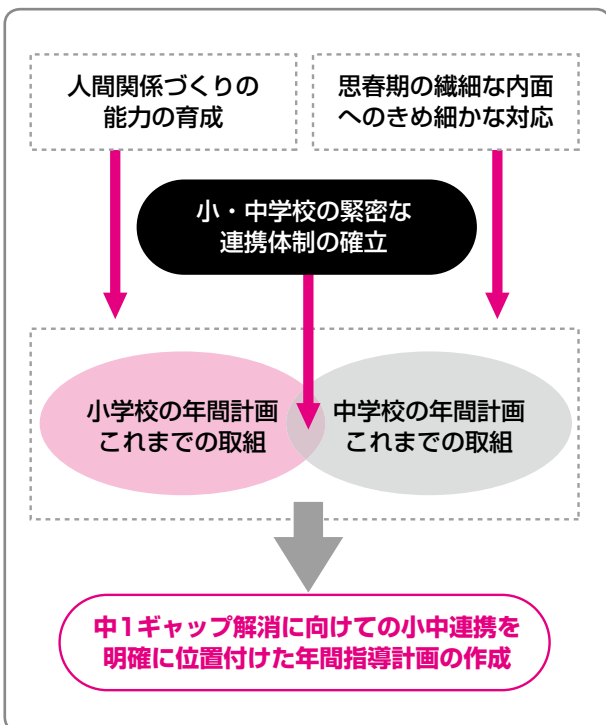 人間関係づくりの
能力の育成
思春期の繊細な内面
へのきめ細かな対応
小・中学校の緊密な
連携体制の確立
小学校の年間計画
これまでの取組
中学校の年間計画
これまでの取組
中1ギャップ解消に向けての小中連携を
明確に位置付けた年間指導計画の作成